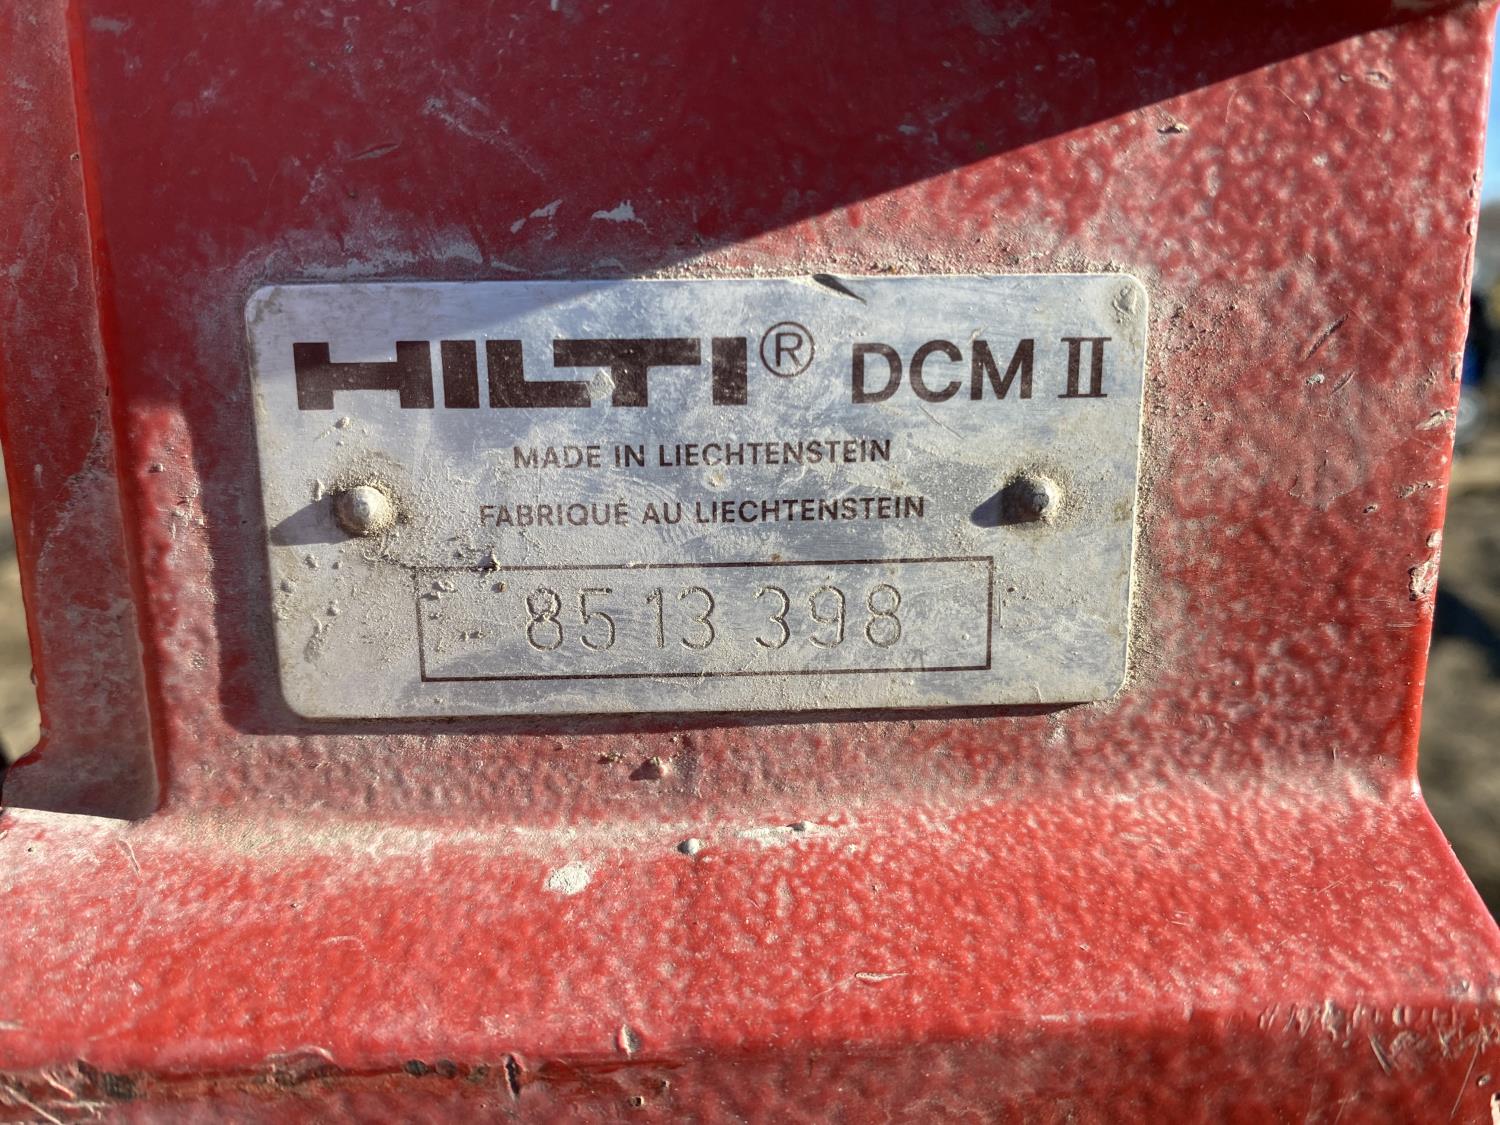 HILTI® DCM II
MADE IN LIECHTENSTEIN
FABRIQUÉ AU LIECHTENSTEIN
8513 398